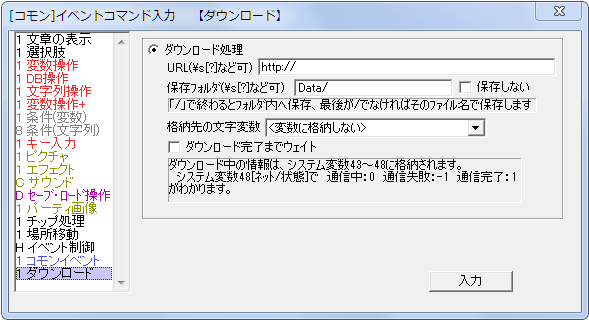 [コモン]イベントコマンド入力 【ダウンロード】
1 文章の表示
1 選択肢
1 変数操作
1 DB操作
1 文字列操作
1 変数操作+
1 条件(変数)
8 条件(文字列)
1 キー入力
1 ピクチャ
1 エフェクト
C サウンド
D セーブ・ロード操作
1 パーティ画像
1 チップ処理
1 場所移動
H イベント制御
1 コモンイベント
1 ダウンロード
ダウンロード処理
URL(\s[?]など可) http://
保存フォルダ(\s[?]など可) Data/ 保存しない
「/」で終わるとフォルダ内へ保存、最後が/でなければそのファイル名で保存します
格納先の文字変数 <変数に格納しない>
ダウンロード完了までウェイト
ダウンロード中の情報は、システム変数43～48に格納されます。
システム変数48[ネット/状態]で 通信中:0 通信失敗:-1 通信完了:1
がわかります。
入力